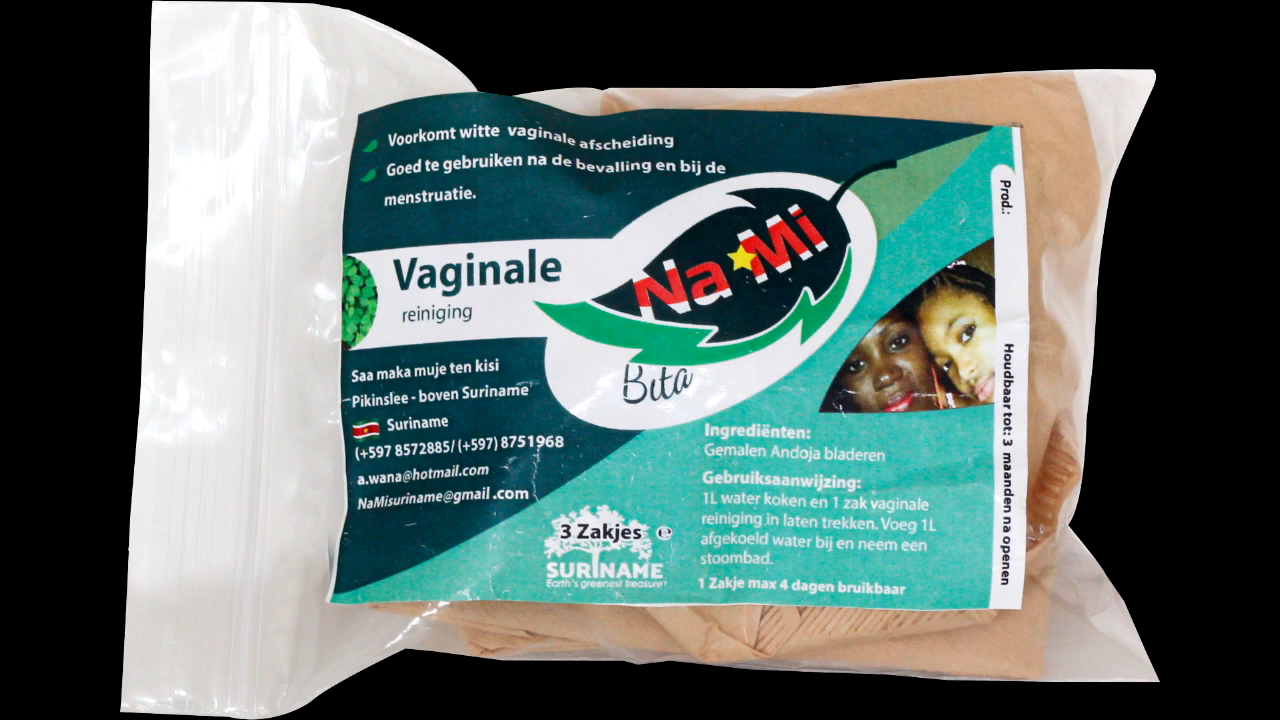 Voorkomt witte vaginale afscheiding
Goed te gebruiken na de bevalling en bij de
menstruatie.
Vaginale
reiniging
Na Mi
Bita
Saa maka muje ten kisi
Pikinslee - boven Suriname
Suriname
(+597 8572885/ (+597) 8751968
a.wana@hotmail.com
NaMisuriname@gmail.com
3 Zakjes ℮
SURINAME
Earth's greenest treasure
Ingrediënten:
Gemalen Andoja bladeren
Gebruiksaanwijzing:
1L water koken en 1 zak vaginale
reiniging in laten trekken. Voeg 1L
afgekoeld water bij en neem een
stoombad.
1 Zakje max 4 dagen bruikbaar
Prod.:
Houdbaar tot: 3 maanden na openen